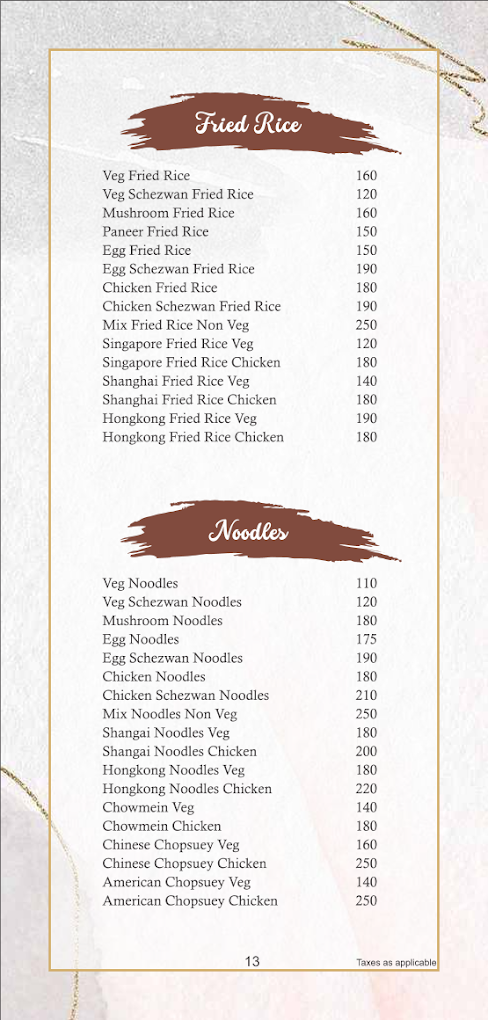 Fried Rice
Veg Fried Rice 160
Veg Schezwan Fried Rice 120
Mushroom Fried Rice 160
Paneer Fried Rice 150
Egg Fried Rice 150
Egg Schezwan Fried Rice 190
Chicken Fried Rice 180
Chicken Schezwan Fried Rice 190
Mix Fried Rice Non Veg 250
Singapore Fried Rice Veg 120
Singapore Fried Rice Chicken 180
Shanghai Fried Rice Veg 140
Shanghai Fried Rice Chicken 180
Hongkong Fried Rice Veg 190
Hongkong Fried Rice Chicken 180
Noodles
Veg Noodles 110
Veg Schezwan Noodles 120
Mushroom Noodles 180
Egg Noodles 175
Egg Schezwan Noodles 190
Chicken Noodles 180
Chicken Schezwan Noodles 210
Mix Noodles Non Veg 250
Shangai Noodles Veg 180
Shangai Noodles Chicken 200
Hongkong Noodles Veg 180
Hongkong Noodles Chicken 220
Chowmein Veg 140
Chowmein Chicken 180
Chinese Chopsuey Veg 160
Chinese Chopsuey Chicken 250
American Chopsuey Veg 140
American Chopsuey Chicken 250
13 Taxes as applicable